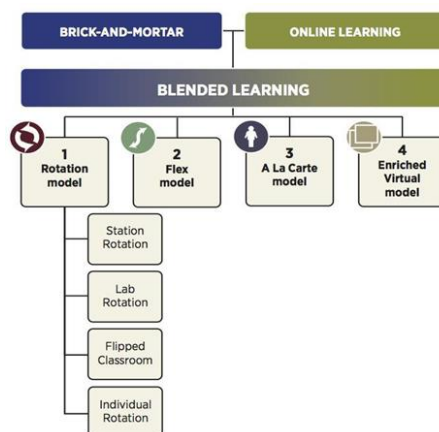 BRICK-AND-MORTAR
ONLINE LEARNING
BLENDED LEARNING
1
Rotation
model
2
Flex
model
3
A La Carte
model
4
Enriched
Virtual model
Station
Rotation
Lab
Rotation
Flipped
Classroom
Individual
Rotation